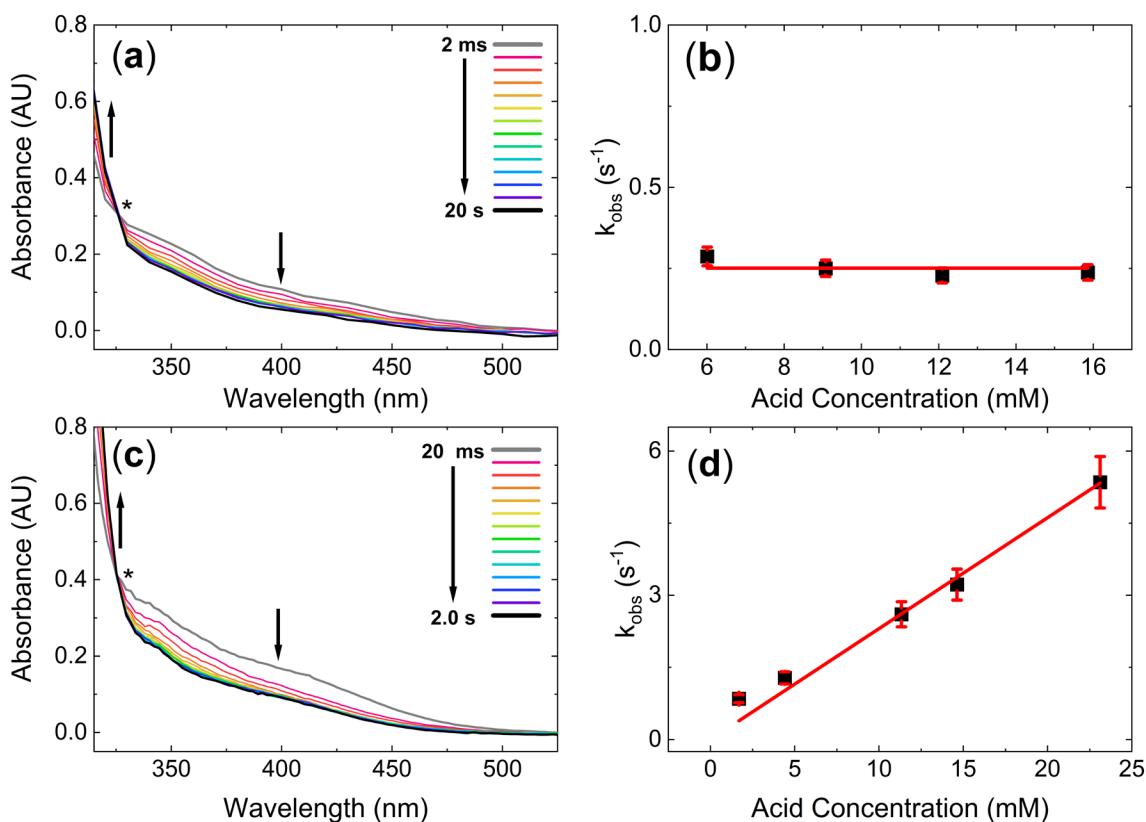 (a)
Absorbance (AU)
0.8
0.6
0.4
0.2
0.0
2 ms
20 s
*
350 400 450 500
Wavelength (nm)
(b)
k_obs (s⁻¹)
1.0
0.5
0.0
6 8 10 12 14 16
Acid Concentration (mM)
(c)
Absorbance (AU)
0.8
0.6
0.4
0.2
0.0
20 ms
2.0 s
*
350 400 450 500
Wavelength (nm)
(d)
k_obs (s⁻¹)
6
3
0
0 5 10 15 20 25
Acid Concentration (mM)